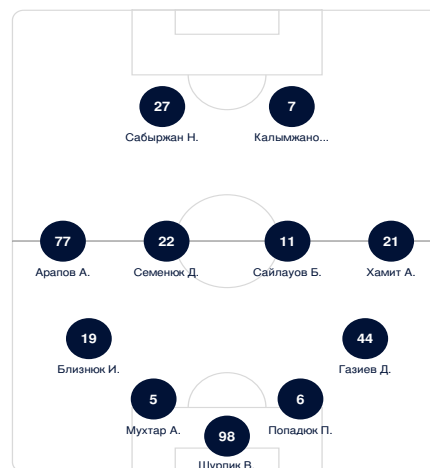 27 7
Сабыржан Н. Калымжано...
77 22 11 21
Арапов А. Семенюк Д. Сайлауов Б. Хамит А.
19 44
Близнюк И. Газиев Д.
5 6
Мухтар А. Попадюк П.
98
Шурпик В.